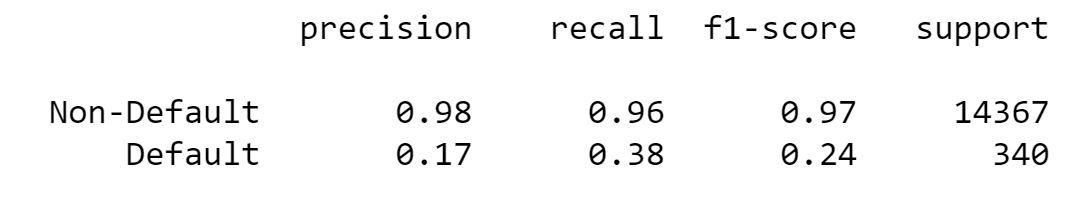 precision recall f1-score support
Non-Default 0.98 0.96 0.97 14367
Default 0.17 0.38 0.24 340